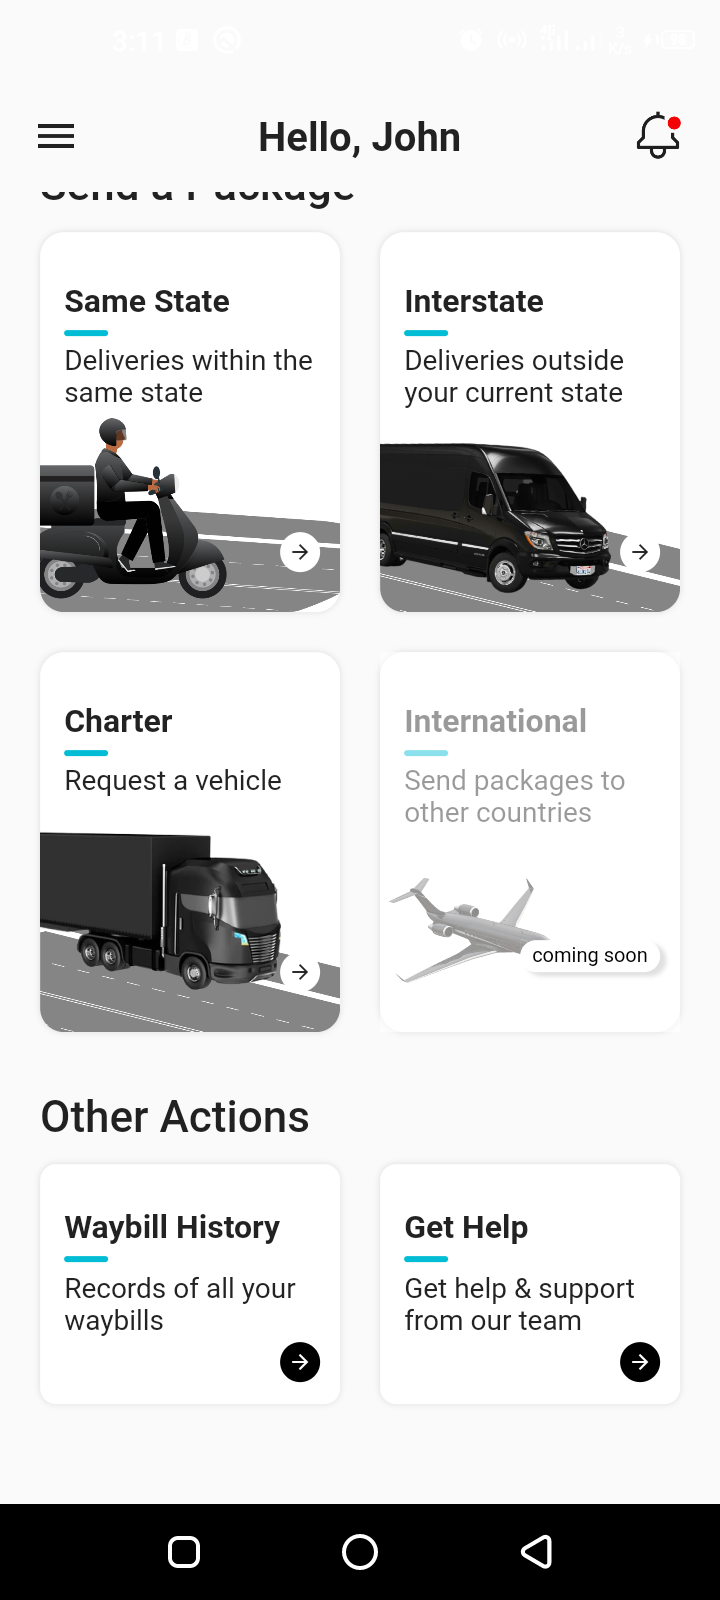 3:11
Hello, John
Send a Package
Same State
Deliveries within the
same state
Interstate
Deliveries outside
your current state
Charter
Request a vehicle
International
Send packages to
other countries
coming soon
Other Actions
Waybill History
Records of all your
waybills
Get Help
Get help & support
from our team